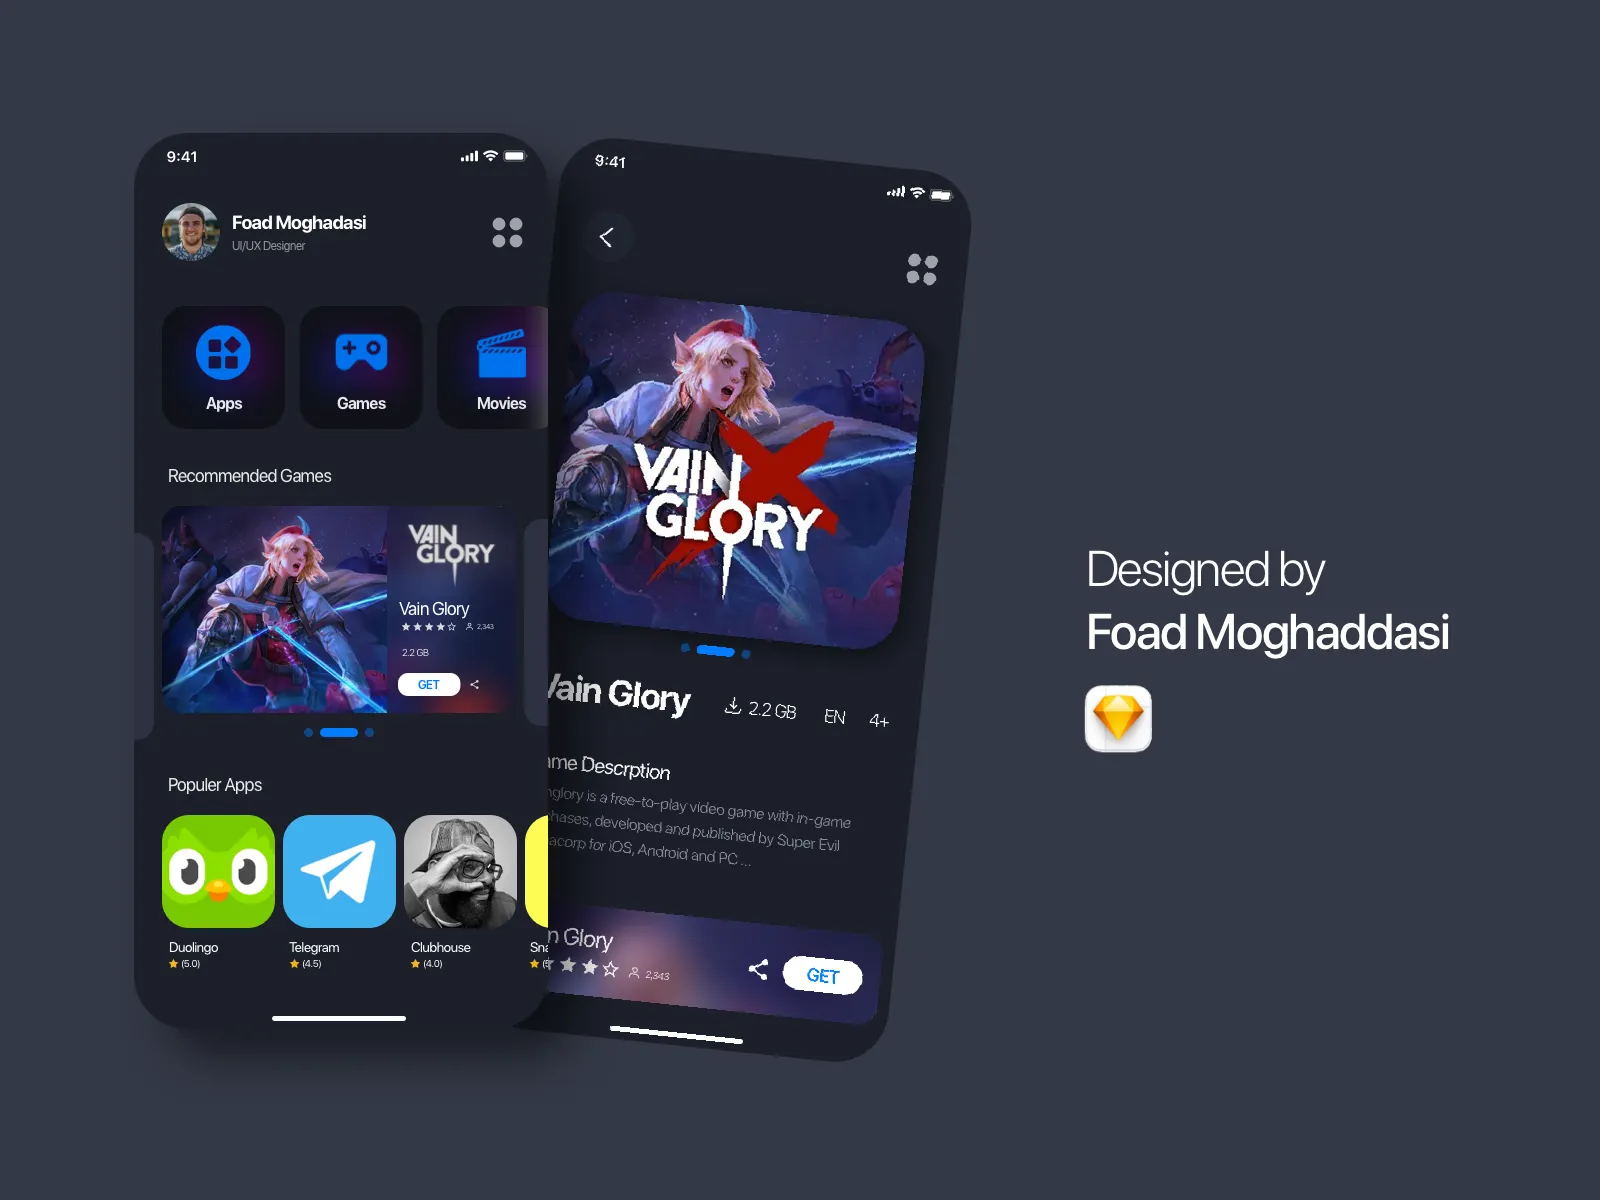 9:41
Foad Moghadasi
UI/UX Designer
Apps
Games
Movies
Recommended Games
VAIN
GLORY
Vain Glory
2,343
2.2 GB
GET
Populer Apps
Duolingo
(5.0)
Telegram
(4.5)
Clubhouse
(4.0)
9:41
VAIN
GLORY
Vain Glory
2.2 GB
EN
4+
ame Descrption
nglory is a free-to-play video game with in-game
hases, developed and published by Super Evil
acorp for iOS, Android and PC ...
n Glory
2,343
GET
Designed by
Foad Moghaddasi